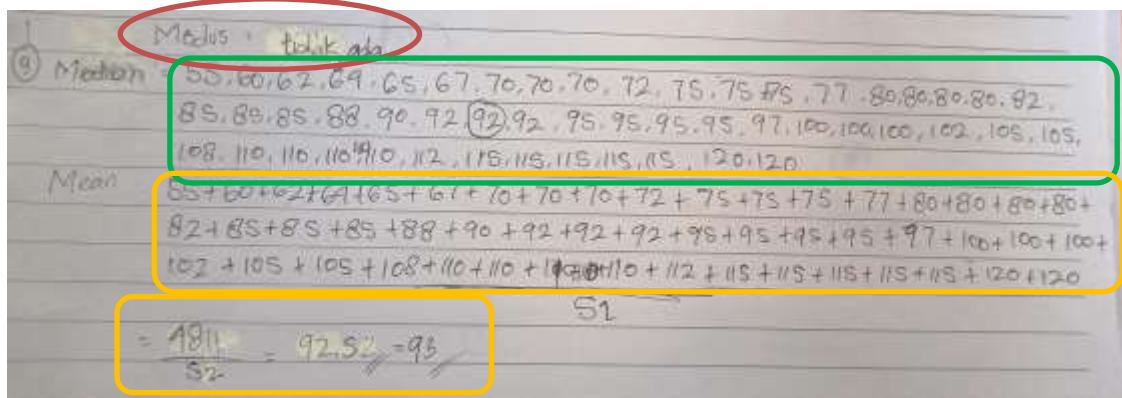 Modus : tidak ada
9 Median = 55, 60, 62, 64, 65, 67, 70, 70, 70, 72, 75, 75 75, 77, 80, 80, 80, 80, 82,
85, 85, 85, 88, 90, 92, 92, 92, 95, 95, 95, 95, 97, 100, 100, 100, 102, 105, 105,
108, 110, 110, 110, 110, 112, 115, 115, 115, 115, 115, 120, 120
Mean 55+60+62+64+65+67+70+70+70+72+75+75+75+77+80+80+80+80+
82+85+85+85+88+90+92+92+92+95+95+95+95+97+100+100+100+
102+105+105+108+110+110+110+110+112+115+115+115+115+115+120+120
= 4811 = 92,52 = 93
52